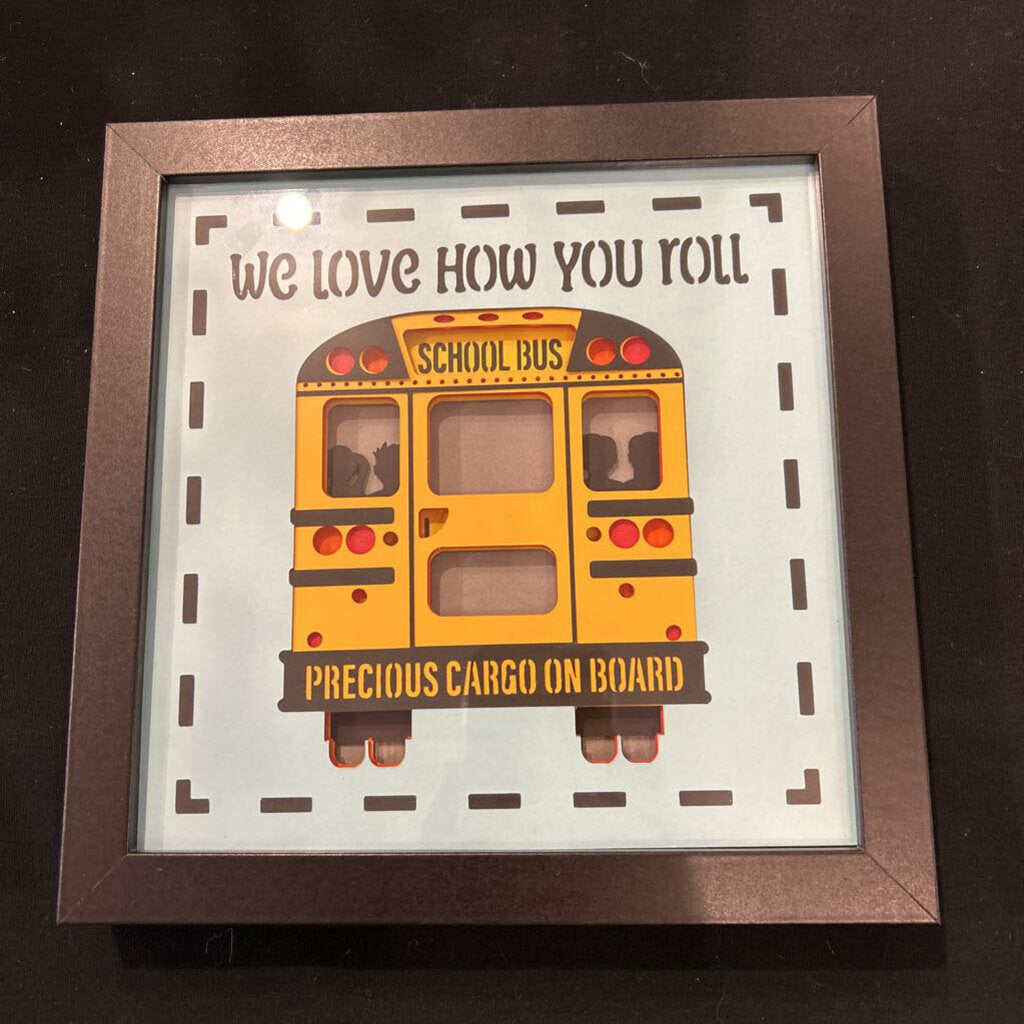 We love How You roll
SCHOOL BUS
PRECIOUS CARGO ON BOARD